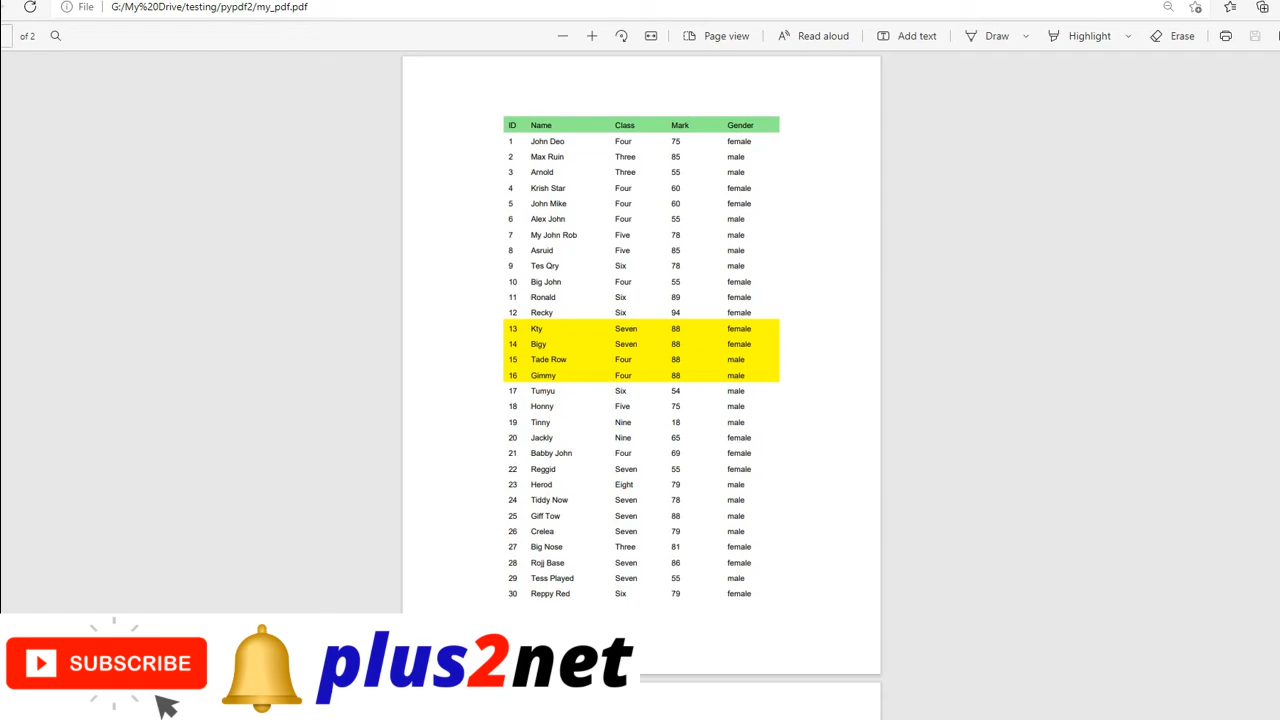 File G:/My%20Drive/testing/pypdf2/my_pdf.pdf
of 2 Page view Read aloud Add text Draw Highlight Erase
ID Name Class Mark Gender
1 John Deo Four 75 female
2 Max Ruin Three 85 male
3 Arnold Three 55 male
4 Krish Star Four 60 female
5 John Mike Four 60 female
6 Alex John Four 55 male
7 My John Rob Five 78 male
8 Asruid Five 85 male
9 Tes Qry Six 78 male
10 Big John Four 55 female
11 Ronald Six 89 female
12 Recky Six 94 female
13 Kty Seven 88 female
14 Bigy Seven 88 female
15 Tade Row Four 88 male
16 Gimmy Four 88 male
17 Tumyu Six 54 male
18 Honny Five 75 male
19 Tinny Nine 18 male
20 Jackly Nine 65 female
21 Babby John Four 69 female
22 Reggid Seven 55 female
23 Herod Eight 79 male
24 Tiddy Now Seven 78 male
25 Giff Tow Seven 88 male
26 Crelea Seven 79 male
27 Big Nose Three 81 female
28 Rojj Base Seven 86 female
29 Tess Played Seven 55 male
30 Reppy Red Six 79 female
SUBSCRIBE plus2net